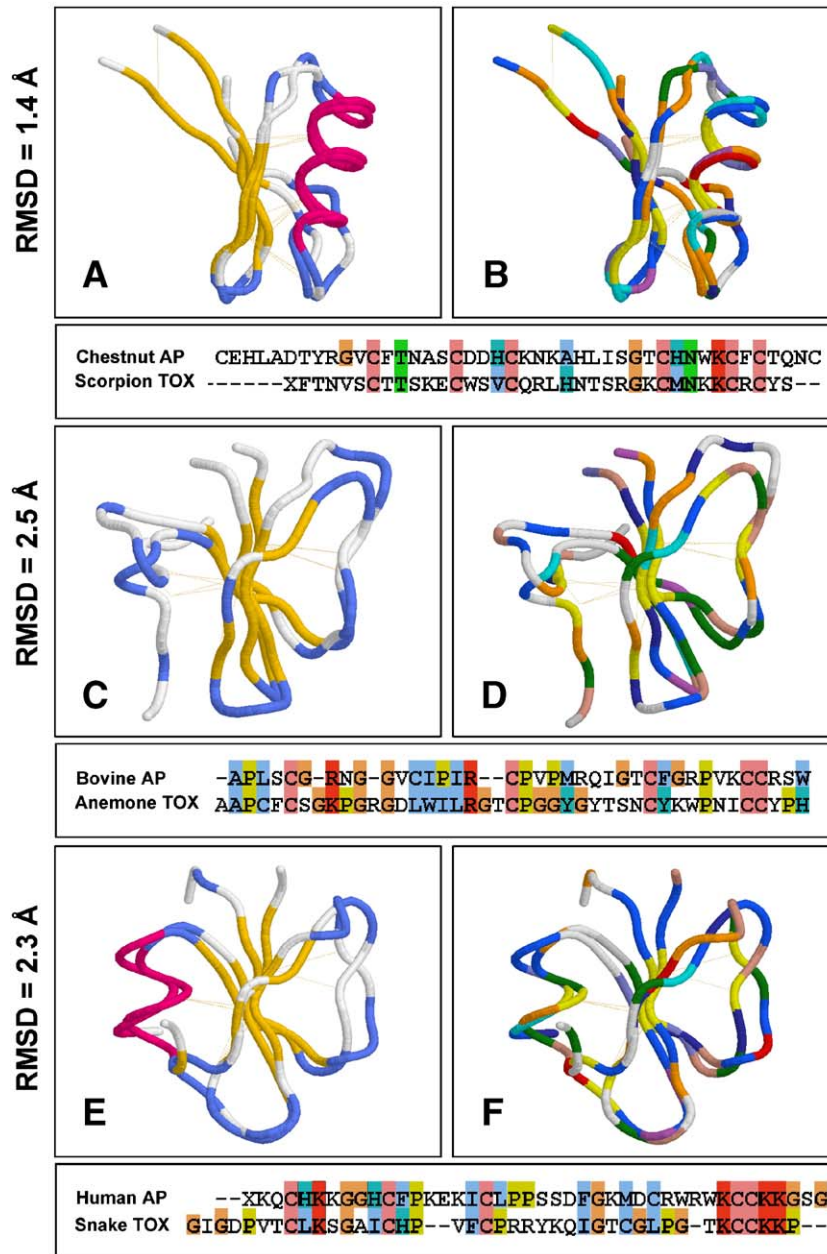 RMSD = 1.4 Å
A
B
Chestnut AP CEHLADTYRGVCFTNASCDDHCKNKAHLISGTCHNWKCFCTQNC
Scorpion TOX ------XFTNVSCTTSKECWSVCQRLHNTSRGKCMNKKCRCYS--
RMSD = 2.5 Å
C
D
Bovine AP -APLSCG-RNG-GVCIPIR--CPVPMRQIGTCFGRPVKCCRSW
Anemone TOX AAPCFCSGKPGRGDLWILRGTCPGGYGYTSNCYKWPNICCYPH
RMSD = 2.3 Å
E
F
Human AP --XKQCHKKGGHCFPKEKICLPPSSDFGKMDCRWRWKCCKKGSG
Snake TOX GIGDPVTCLKSGAICHP--VFCPRRYKQIGTCGLPG-TKCCKKP--